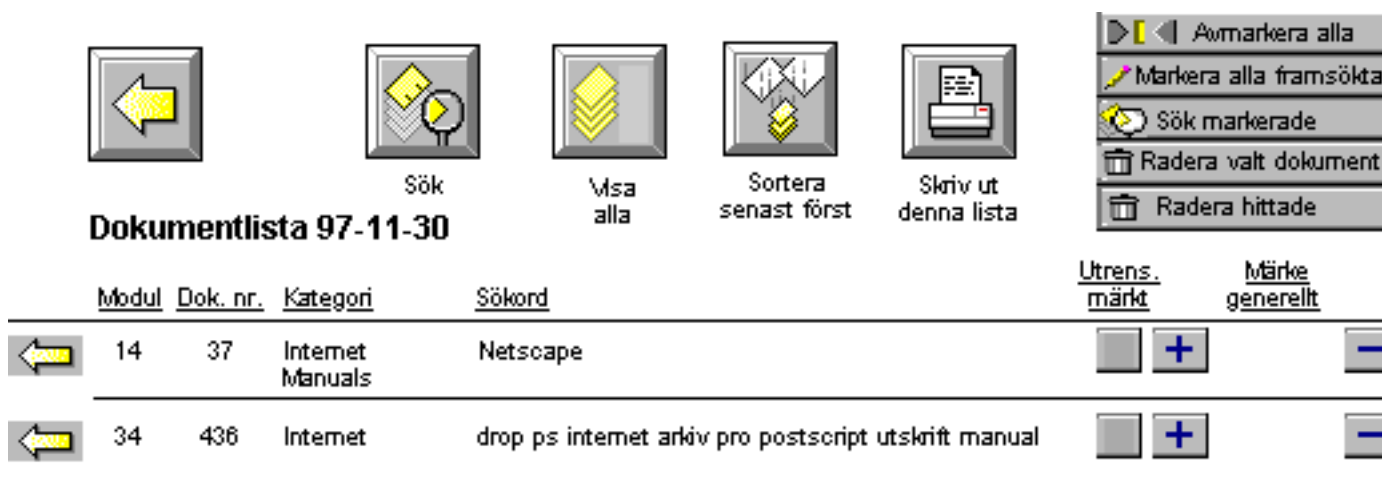 Avmarkera alla
Markera alla framsökta
Sök markerade
Radera valt dokument
Radera hittade
Sök
Visa
alla
Sortera
senast först
Skriv ut
denna lista
Dokumentlista 97-11-30
Modul Dok. nr. Kategori Sökord Utrens. märkt Märke generellt
14 37 Internet Netscape
Manuals
34 436 Internet drop ps internet arkiv pro postscript utskrift manual